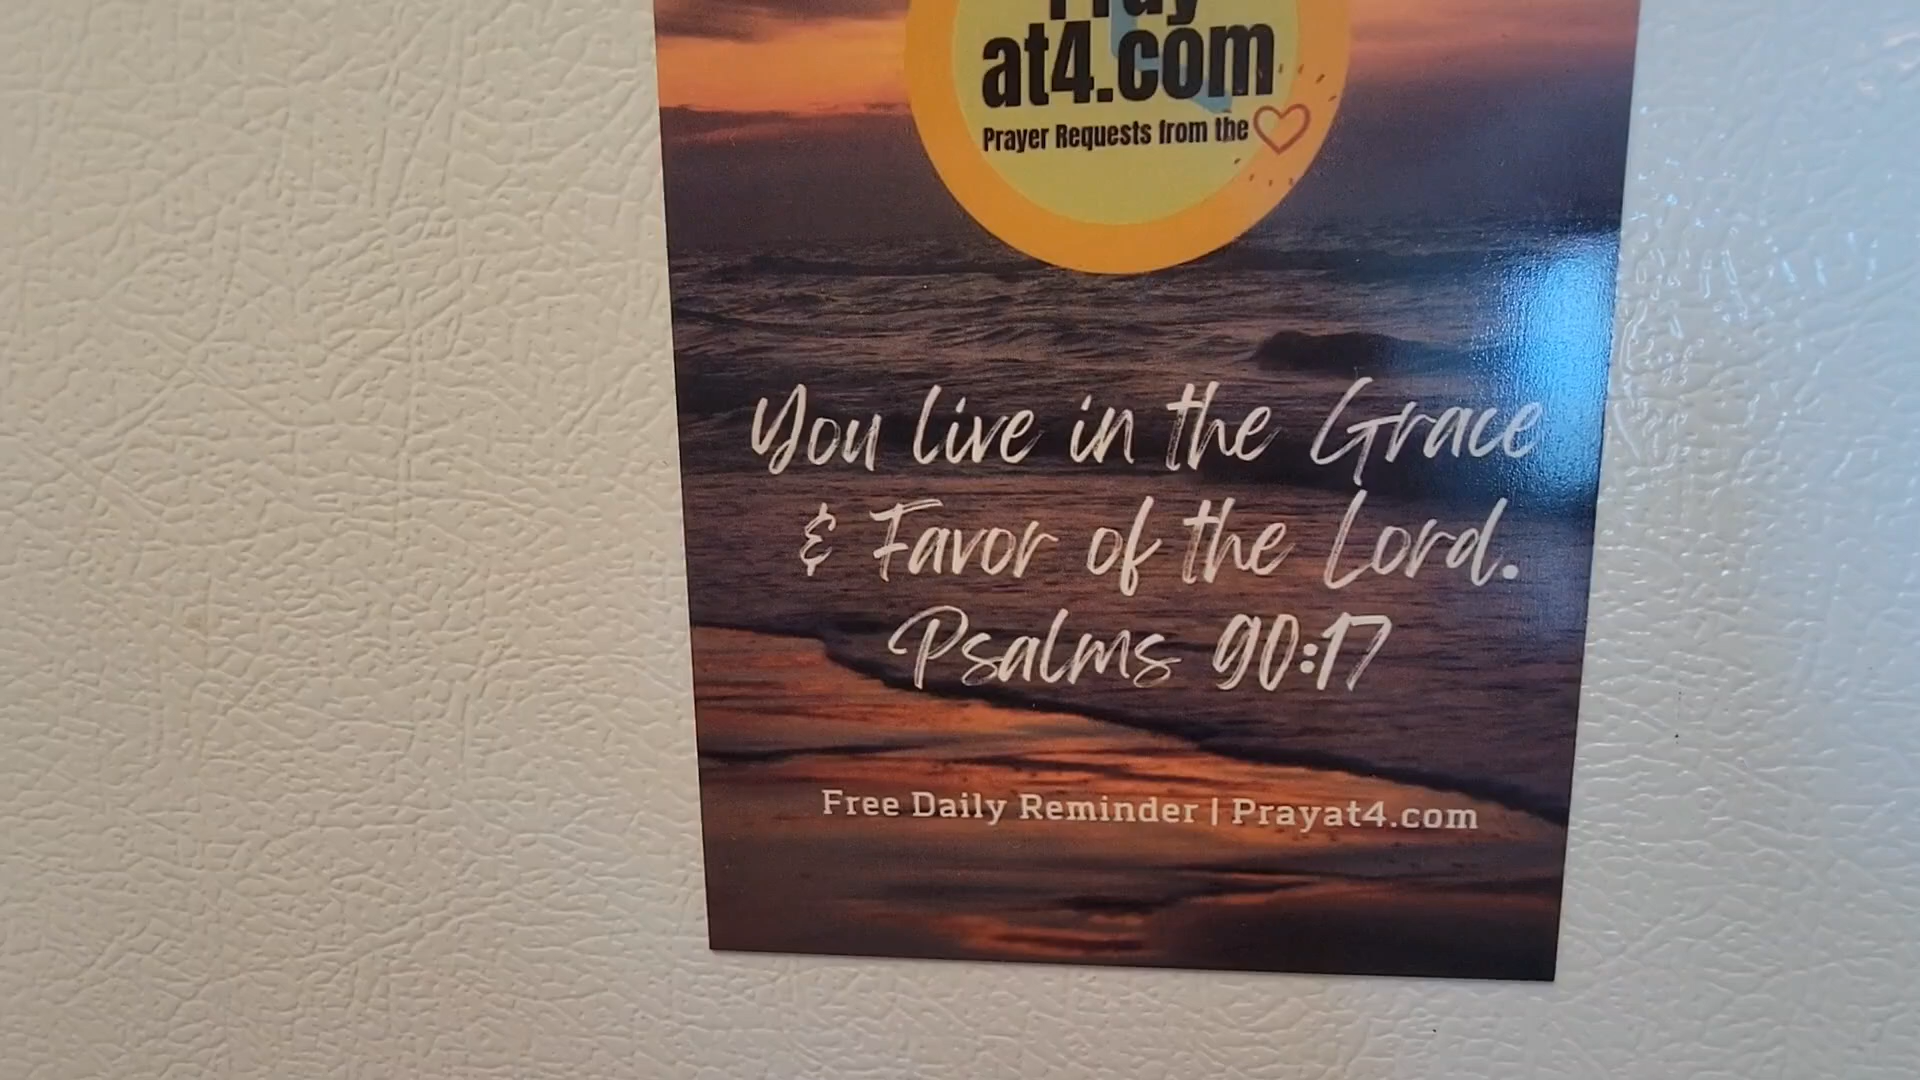 Pray
at4.com
Prayer Requests from the
You live in the Grace
& Favor of the Lord.
Psalms 90:17
Free Daily Reminder | Prayat4.com